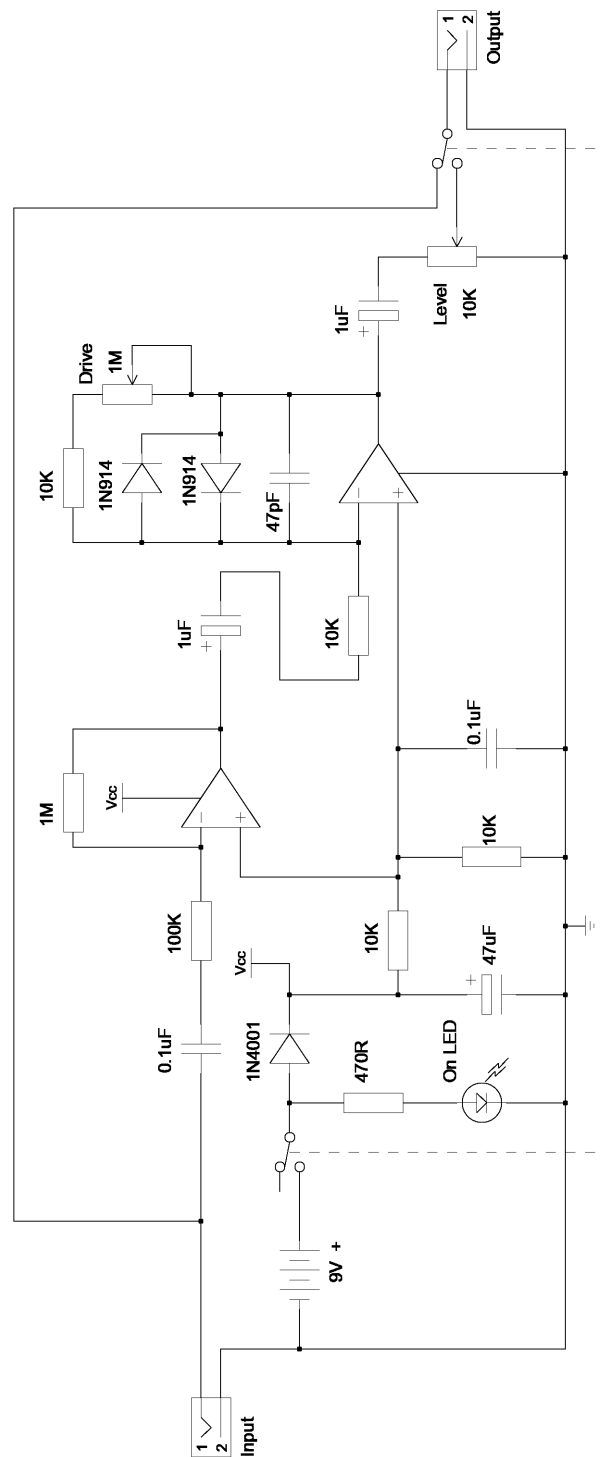 1
2
Input
9V +
0.1uF
100K
1M
Vcc
−
+
1N4001
Vcc
470R
On LED
10K
+
47uF
10K
0.1uF
+
1uF
10K
10K
Drive
1M
1N914
1N914
47pF
−
+
+
1uF
Level
10K
1
2
Output